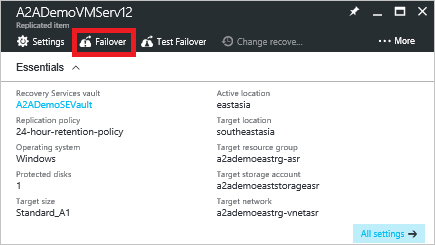 A2ADemoVMServ12
Replicated item
Settings Failover Test Failover Change recove... ... More
Essentials
Recovery Services vault Active location
A2ADemoSEVault eastasia
Replication policy Target location
24-hour-retention-policy southeastasia
Operating system Target resource group
Windows a2ademoeastrg-asr
Protected disks Target storage account
1 a2ademoeaststorageasr
Target size Target network
Standard_A1 a2ademoeastrg-vnetasr
All settings